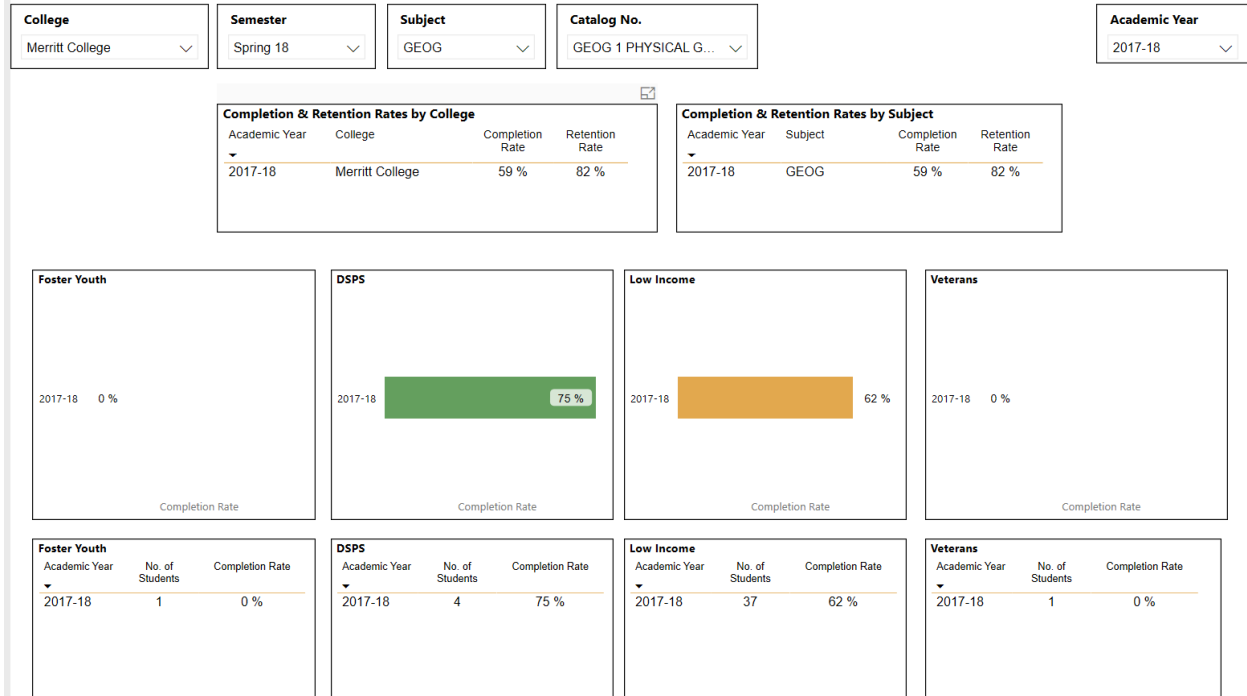 College
Merritt College
Semester
Spring 18
Subject
GEOG
Catalog No.
GEOG 1 PHYSICAL G...
Academic Year
2017-18
Completion & Retention Rates by College
Academic Year College Completion Rate Retention Rate
2017-18 Merritt College 59 % 82 %
Completion & Retention Rates by Subject
Academic Year Subject Completion Rate Retention Rate
2017-18 GEOG 59 % 82 %
Foster Youth
2017-18 0 %
Completion Rate
DSPS
2017-18 75 %
Completion Rate
Low Income
2017-18 62 %
Completion Rate
Veterans
2017-18 0 %
Completion Rate
Foster Youth
Academic Year No. of Students Completion Rate
2017-18 1 0 %
DSPS
Academic Year No. of Students Completion Rate
2017-18 4 75 %
Low Income
Academic Year No. of Students Completion Rate
2017-18 37 62 %
Veterans
Academic Year No. of Students Completion Rate
2017-18 1 0 %